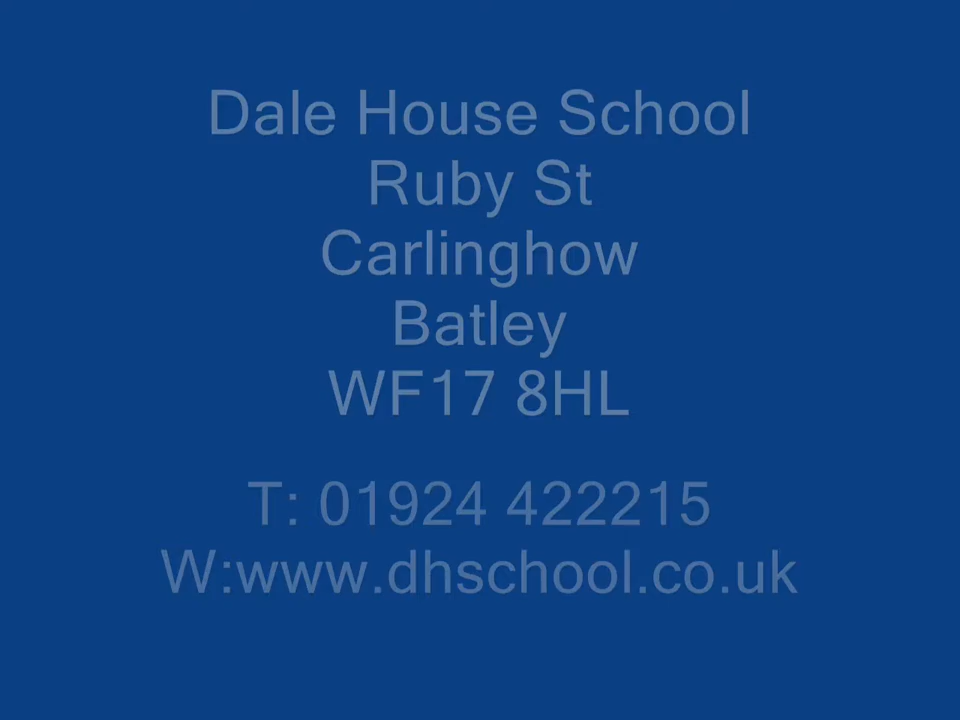 Dale House School
Ruby St
Carlinghow
Batley
WF17 8HL
T: 01924 422215
W:www.dhschool.co.uk